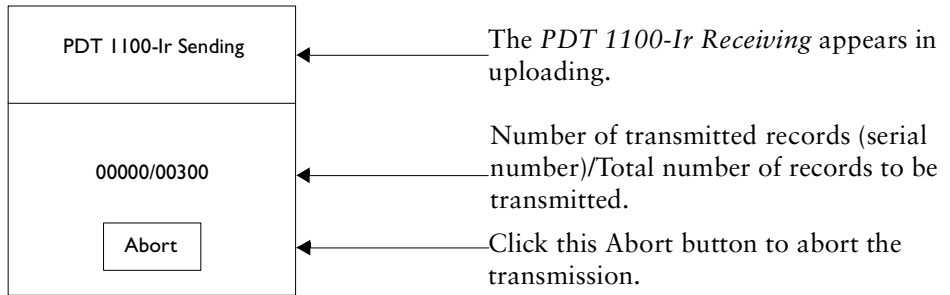 PDT 1100-Ir Sending
The PDT 1100-Ir Receiving appears in
uploading.
00000/00300
Number of transmitted records (serial
number)/Total number of records to be
transmitted.
Abort
Click this Abort button to abort the
transmission.